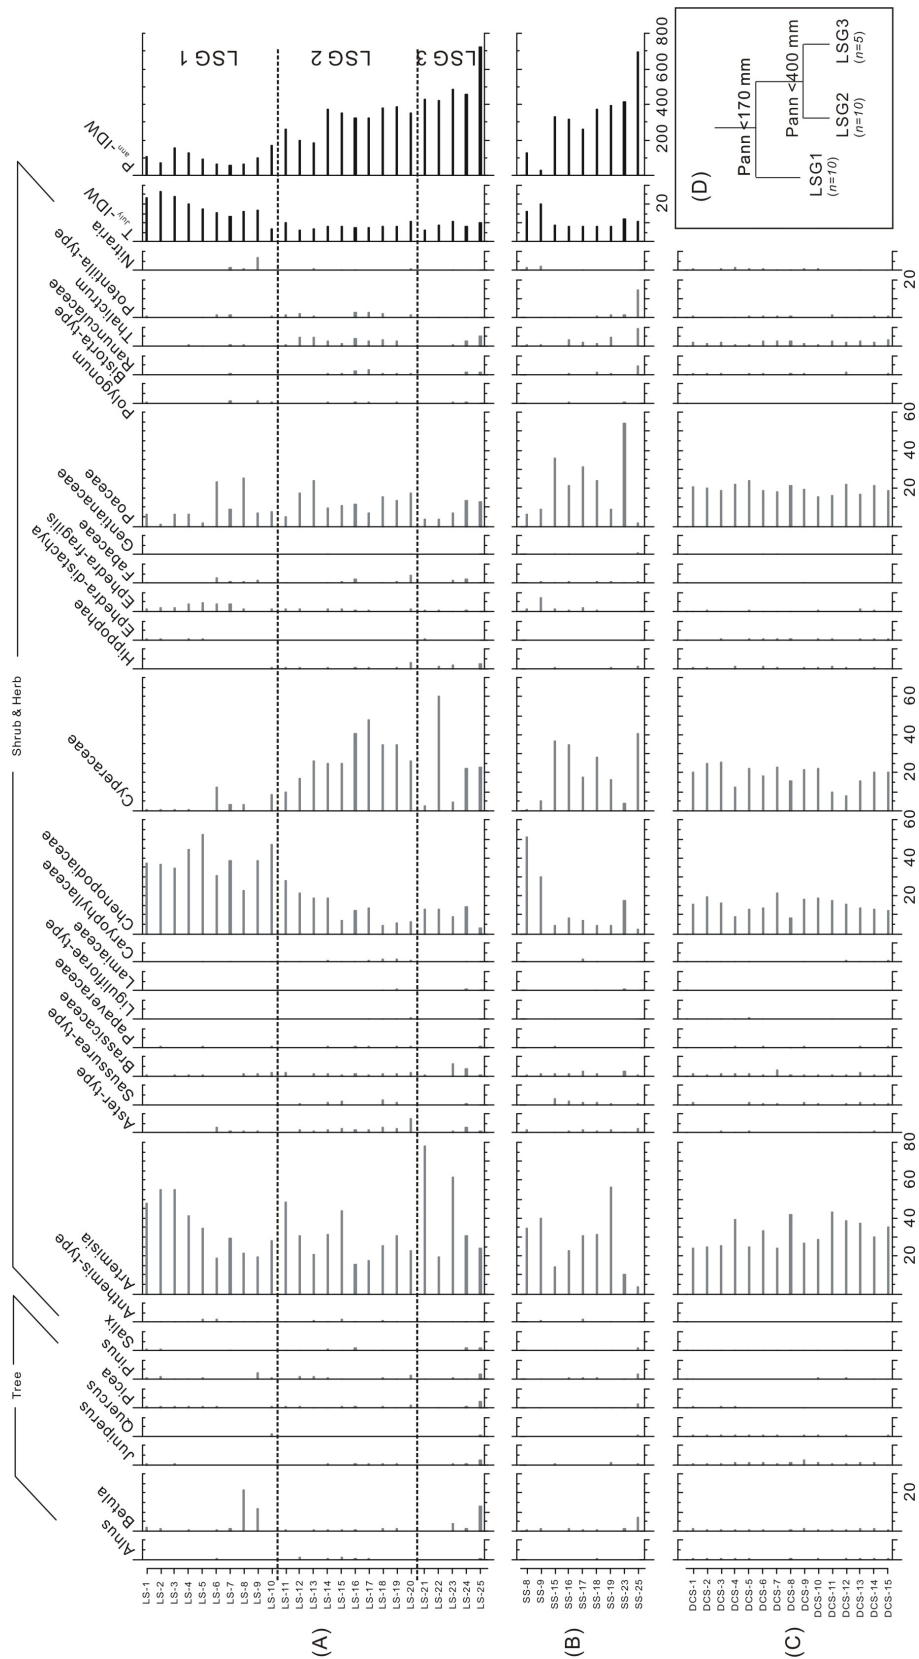 Tree
Shrub & Herb
Alnus
Betula
Juniperus
Quercus
Picea
Pinus
Salix
Anthemis-type
Artemisia
Aster-type
Saussurea-type
Brassicaceae
Papaveraceae
Liguliflorae-type
Lamiaceae
Caryophyllaceae
Chenopodiaceae
Cyperaceae
Hippophae
Ephedra-distachya
Ephedra-fragilis
Fabaceae
Gentianaceae
Poaceae
Polygonum
Bistorta-type
Ranunculaceae
Thalictrum
Potentilla-type
Nitraria
T July-IDW
P ann-IDW
(A)
LS-1
LS-2
LS-3
LS-4
LS-5
LS-6
LS-7
LS-8
LS-9
LS-10
LS-11
LS-12
LS-13
LS-14
LS-15
LS-16
LS-17
LS-18
LS-19
LS-20
LS-21
LS-22
LS-23
LS-24
LS-25
LSG 1
LSG 2
LSG 3
(B)
SS-8
SS-9
SS-15
SS-16
SS-17
SS-18
SS-19
SS-23
SS-25
20
200 400 600 800
(C)
DCS-1
DCS-2
DCS-3
DCS-4
DCS-5
DCS-6
DCS-7
DCS-8
DCS-9
DCS-10
DCS-11
DCS-12
DCS-13
DCS-14
DCS-15
20
20 40 60 80
20 40 60
20 40 60
20 40 60
20
(D)
Pann <170 mm
Pann <400 mm
LSG1
(n=10)
LSG2
(n=10)
LSG3
(n=5)